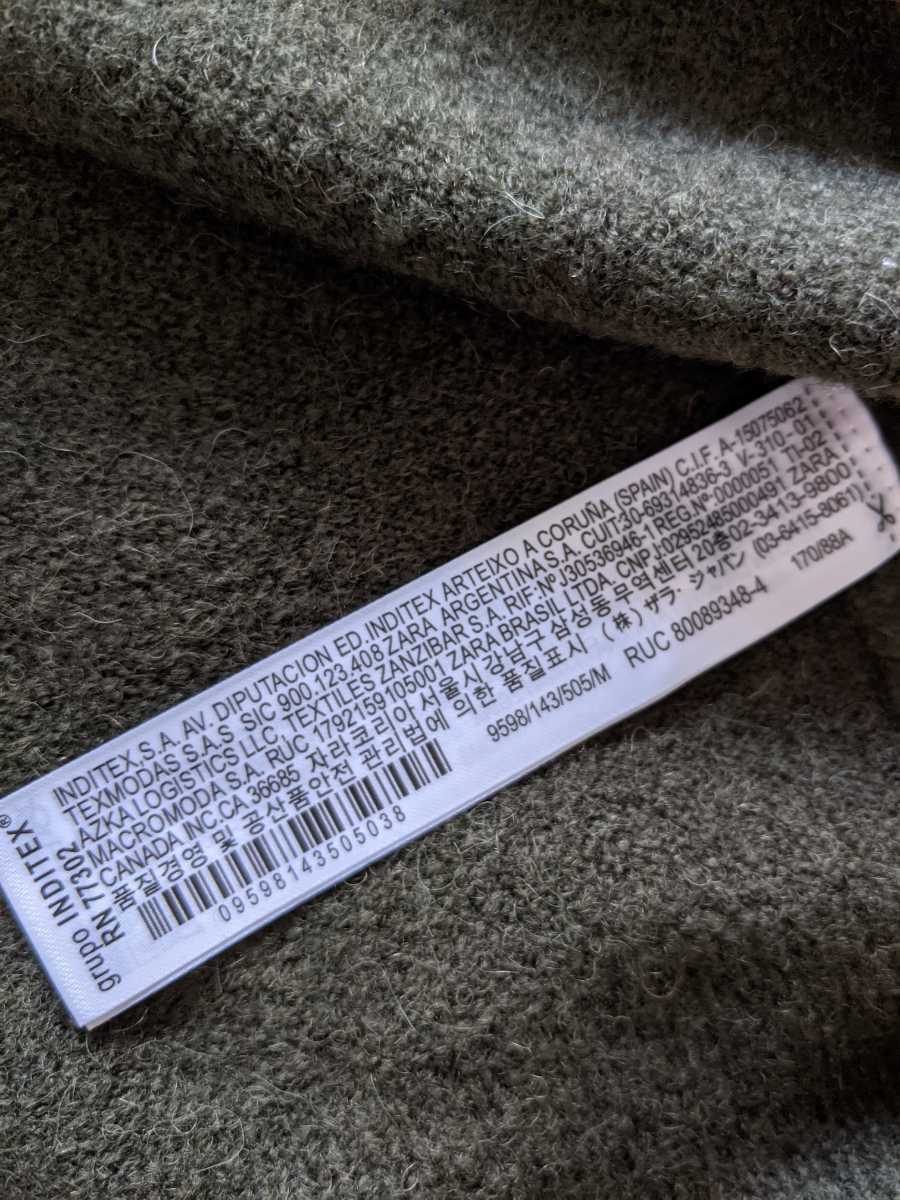 grupo INDITEX®
RN 77302
INDITEX,S.A. AV. DIPUTACION ED. INDITEX ARTEIXO A CORUÑA (SPAIN) C.I.F. A-15075062
TEXMODAS S.A.S SIC 900.123.408 ZARA ARGENTINA S.A. CUIT:30-69314836-3 V-310-01
AZKA LOGISTICS LLC, TEXTILES ZANZIBAR S.A. RIF:Nº J30536946-1 REG.Nº-0000051 TI-02
MACROMODA S.A. RUC 1792159105001 ZARA BRASIL LTDA. CNPJ:02952485000491 ZARA
CANADA INC.CA 36685 자라코리아 서울시강남구 삼성동 무역센터 20층02-3413-9800
품질경영 및 공산품안전 관리법에 의한 품질표시 (株) ザラ・ジャパン (03-6415-8061)
9598/143/505/M RUC 80089348-4 170/88A
09598143505038